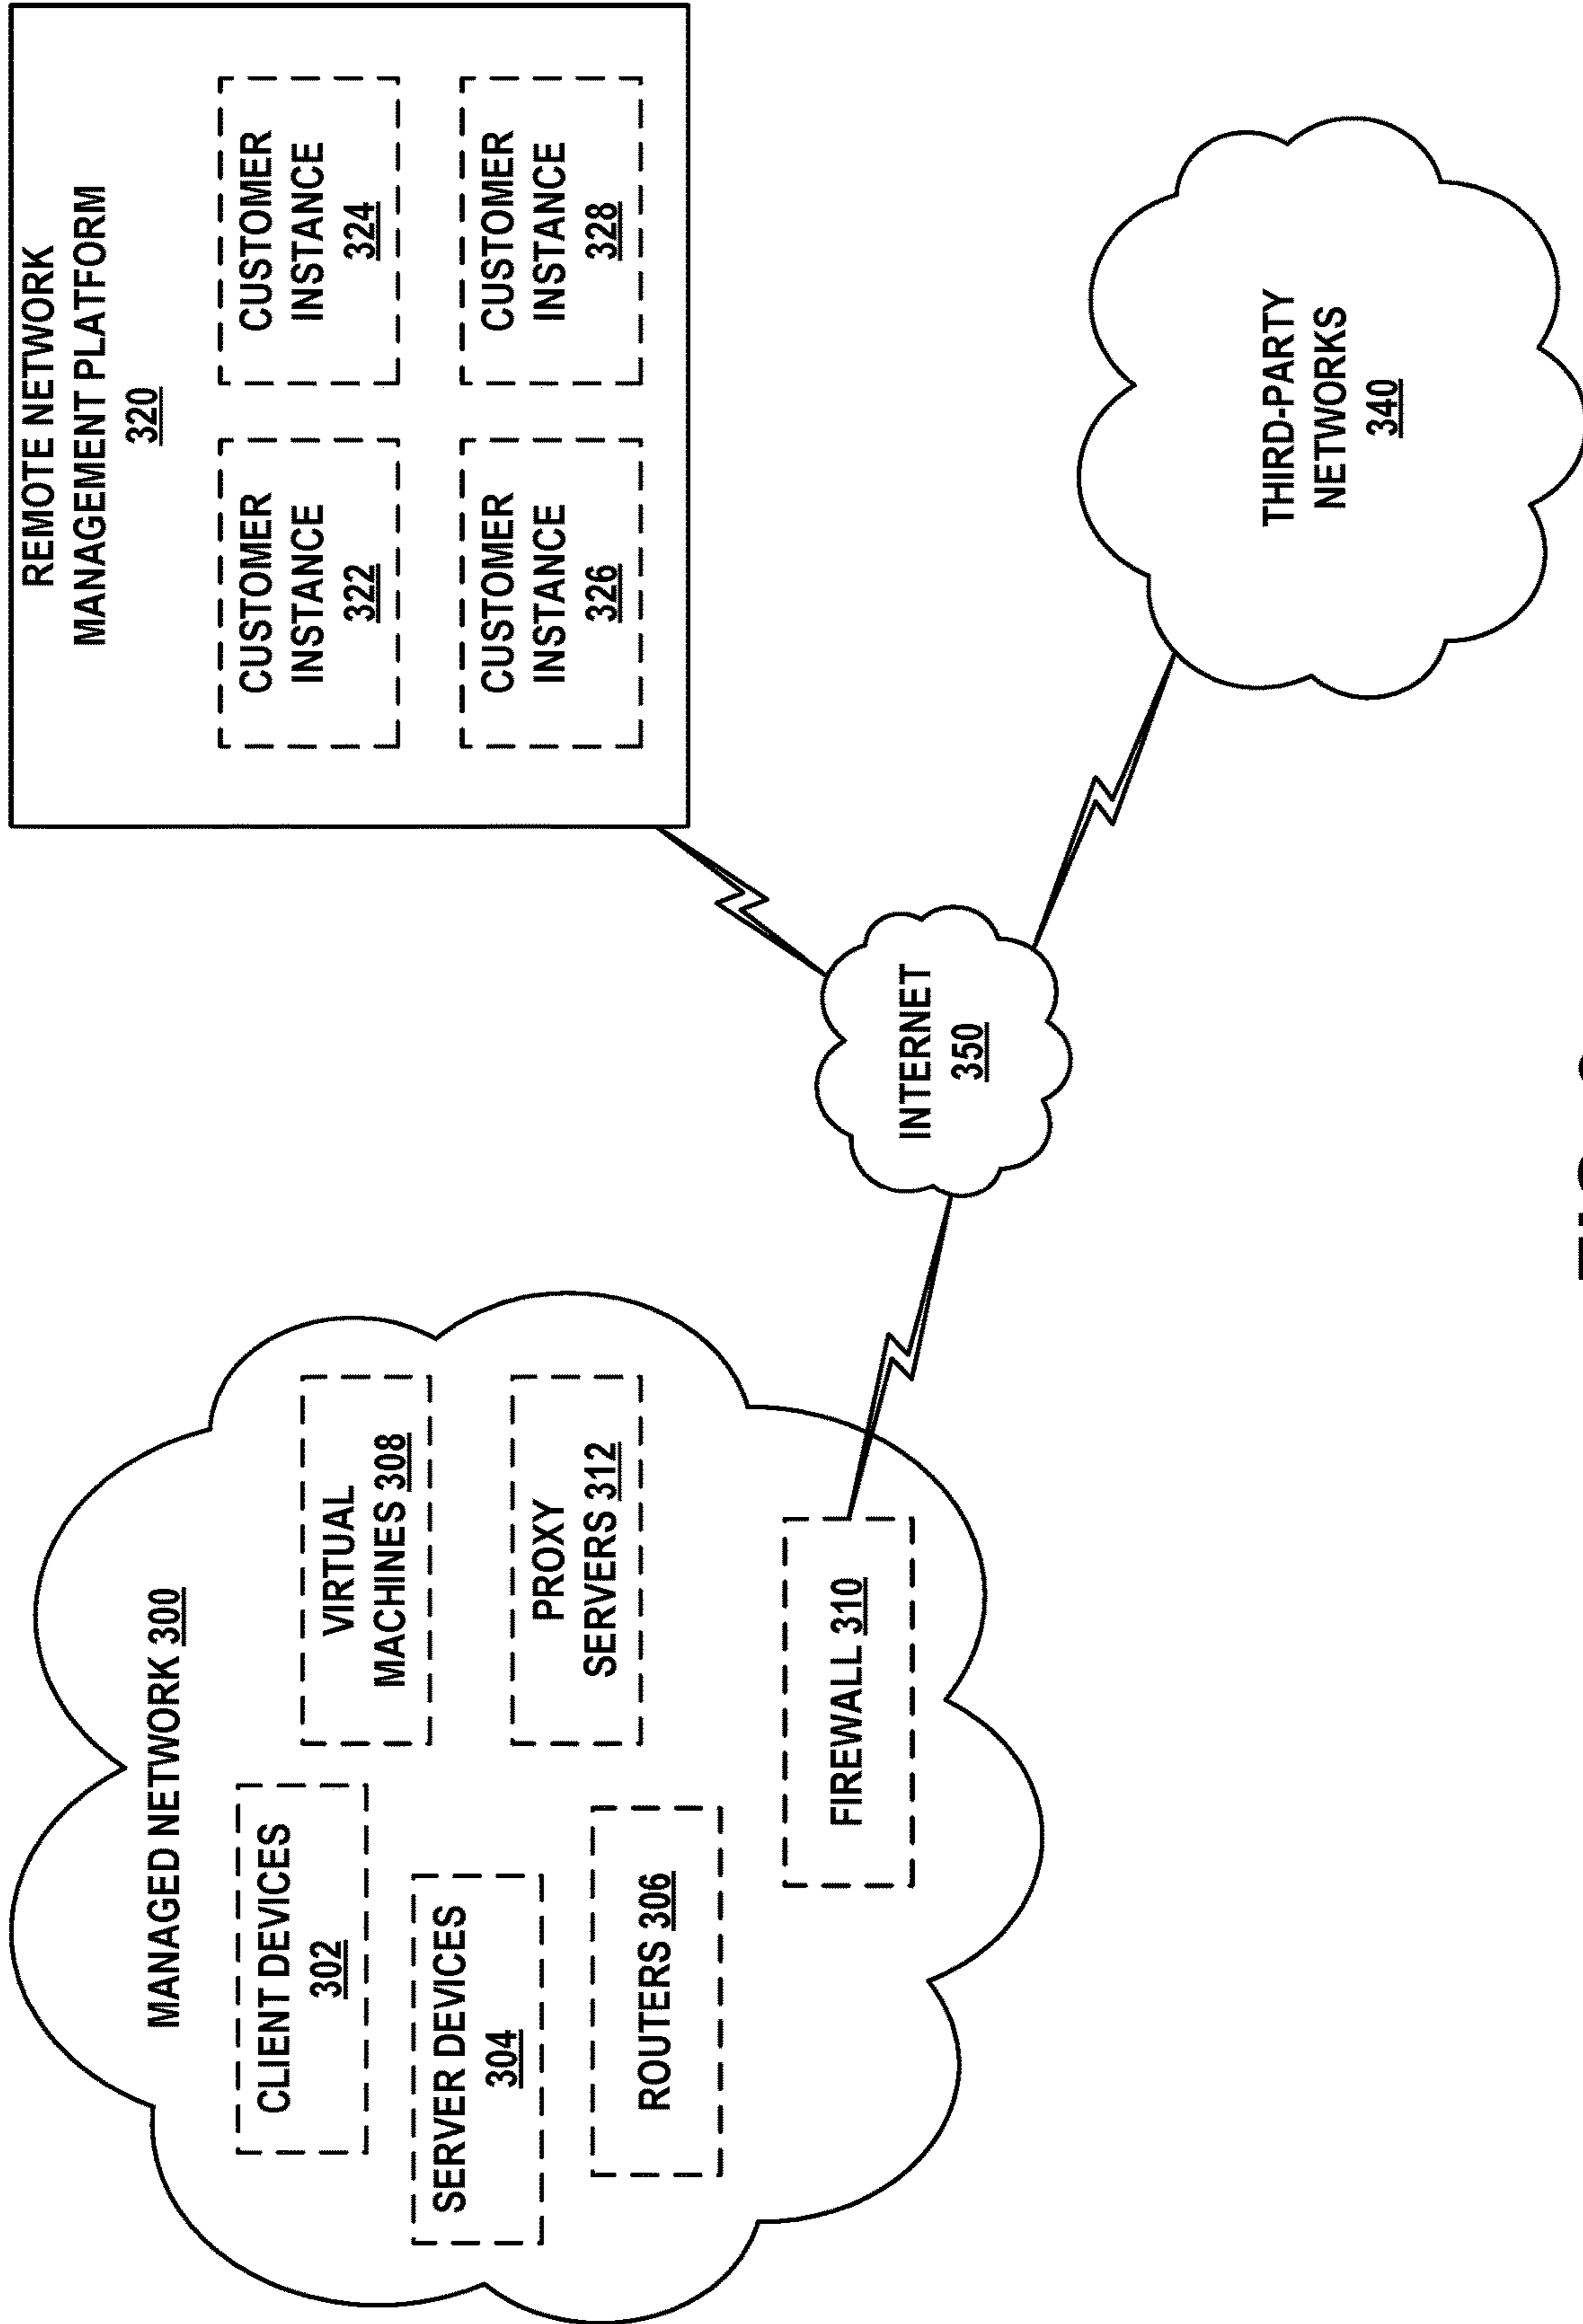 MANAGED NETWORK 300
CLIENT DEVICES
302
SERVER DEVICES
304
ROUTERS 306
VIRTUAL
MACHINES 308
PROXY
SERVERS 312
FIREWALL 310
INTERNET
350
REMOTE NETWORK
MANAGEMENT PLATFORM
320
CUSTOMER
INSTANCE
322
CUSTOMER
INSTANCE
324
CUSTOMER
INSTANCE
326
CUSTOMER
INSTANCE
328
THIRD-PARTY
NETWORKS
340